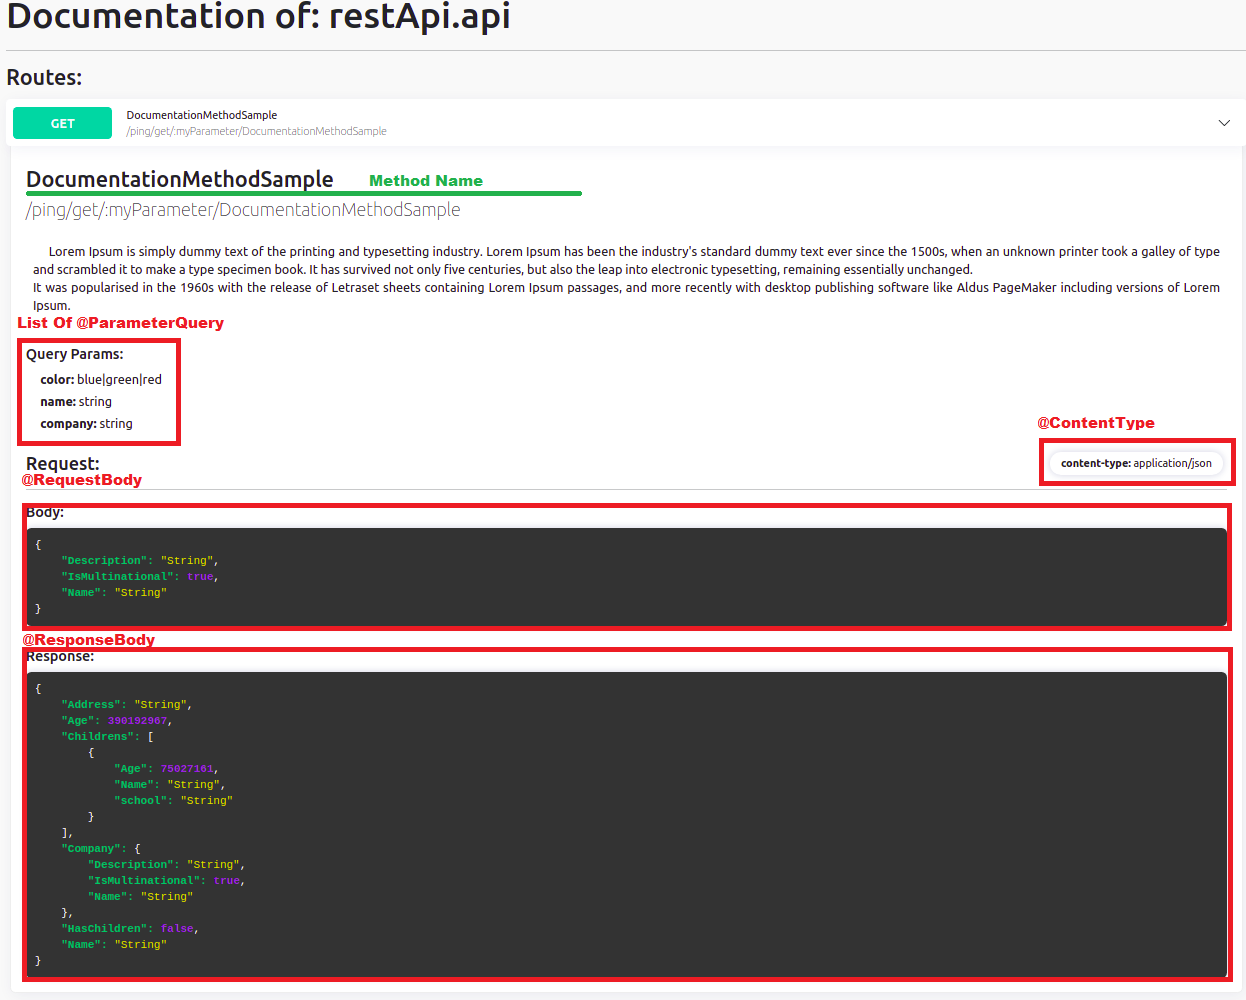 Documentation of: restApi.api
Routes:
GET
DocumentationMethodSample
/ping/get/:myParameter/DocumentationMethodSample
DocumentationMethodSample
Method Name
/ping/get/:myParameter/DocumentationMethodSample
Lorem Ipsum is simply dummy text of the printing and typesetting industry. Lorem Ipsum has been the industry's standard dummy text ever since the 1500s, when an unknown printer took a galley of type
and scrambled it to make a type specimen book. It has survived not only five centuries, but also the leap into electronic typesetting, remaining essentially unchanged.
It was popularised in the 1960s with the release of Letraset sheets containing Lorem Ipsum passages, and more recently with desktop publishing software like Aldus PageMaker including versions of Lorem
Ipsum.
List Of @ParameterQuery
Query Params:
color: blue|green|red
name: string
company: string
@ContentType
Request:
content-type: application/json
@RequestBody
Body:
{
    "Description": "String",
    "IsMultinational": true,
    "Name": "String"
}
@ResponseBody
Response:
{
    "Address": "String",
    "Age": 390192967,
    "Childrens": [
        {
            "Age": 75027161,
            "Name": "String",
            "school": "String"
        }
    ],
    "Company": {
        "Description": "String",
        "IsMultinational": true,
        "Name": "String"
    },
    "HasChildren": false,
    "Name": "String"
}